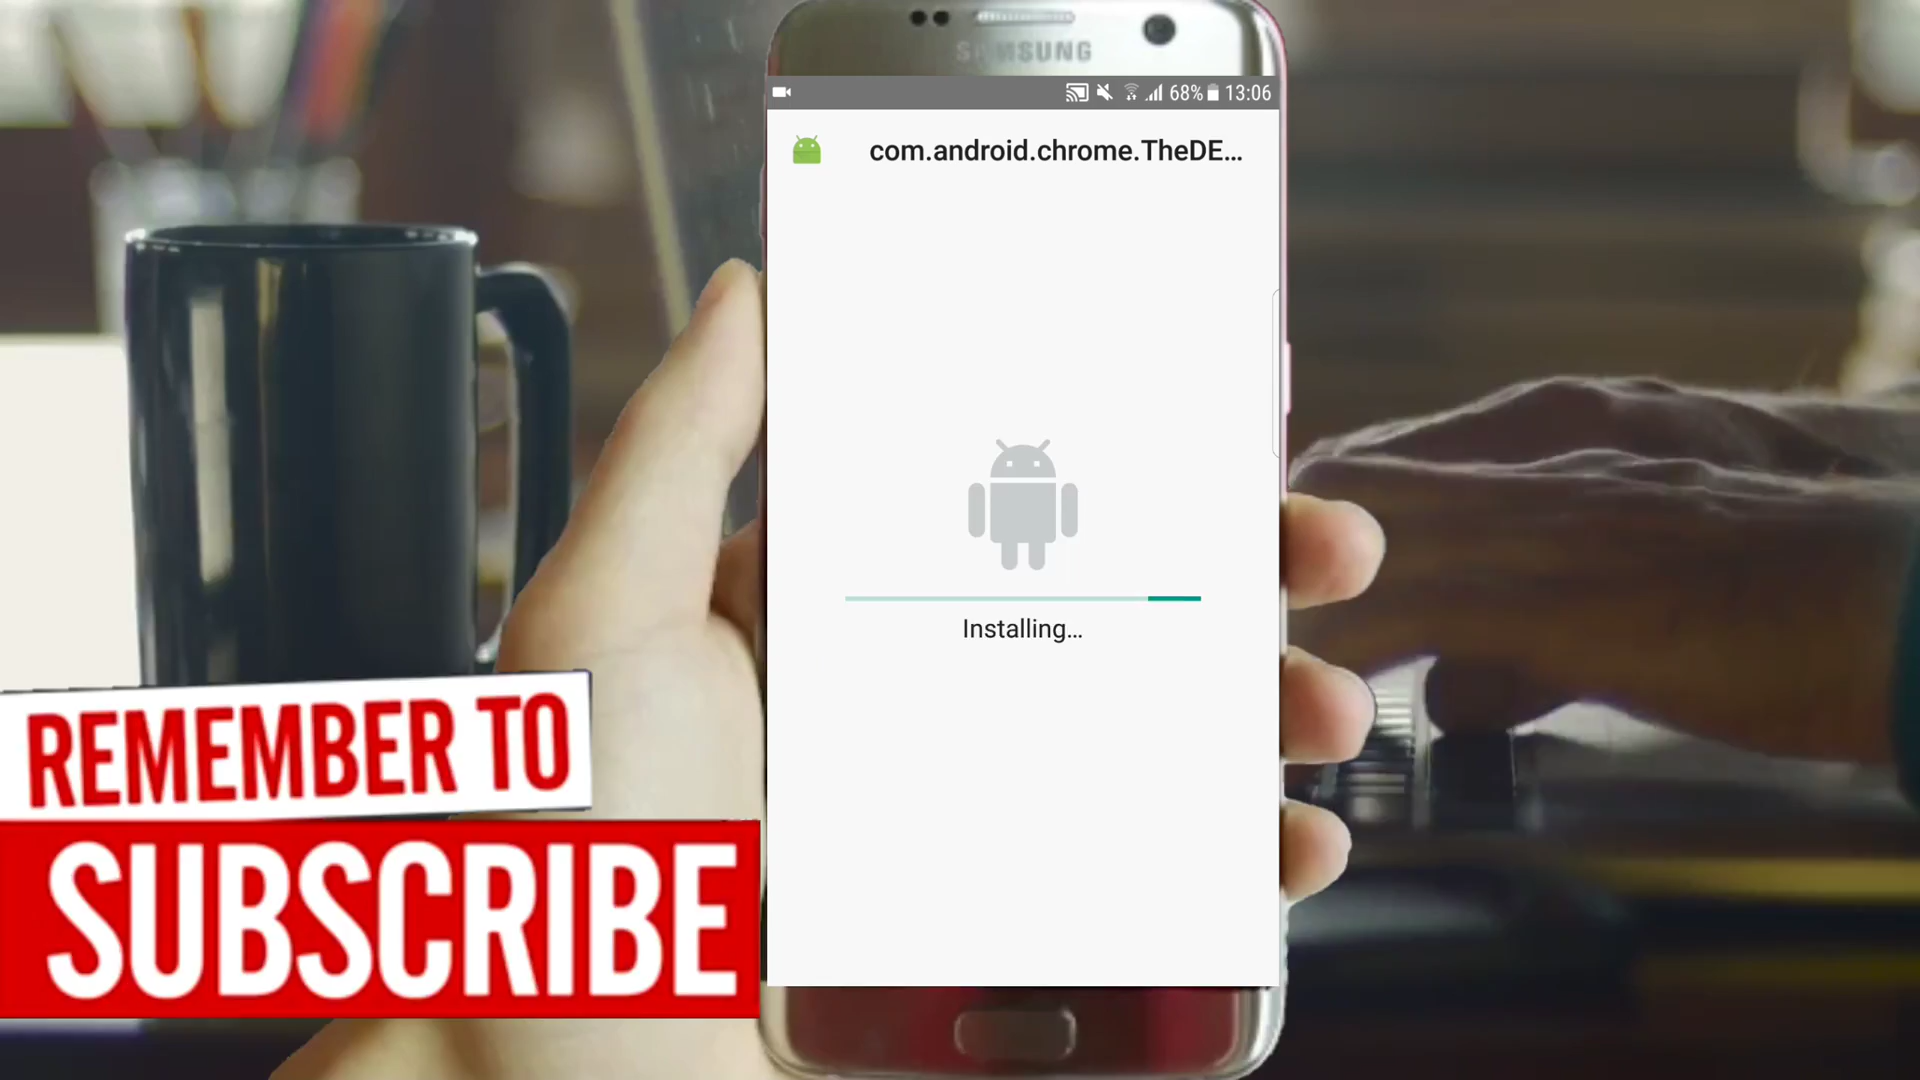 SAMSUNG
68% 13:06
com.android.chrome.TheDE...
Installing...
REMEMBER TO
SUBSCRIBE